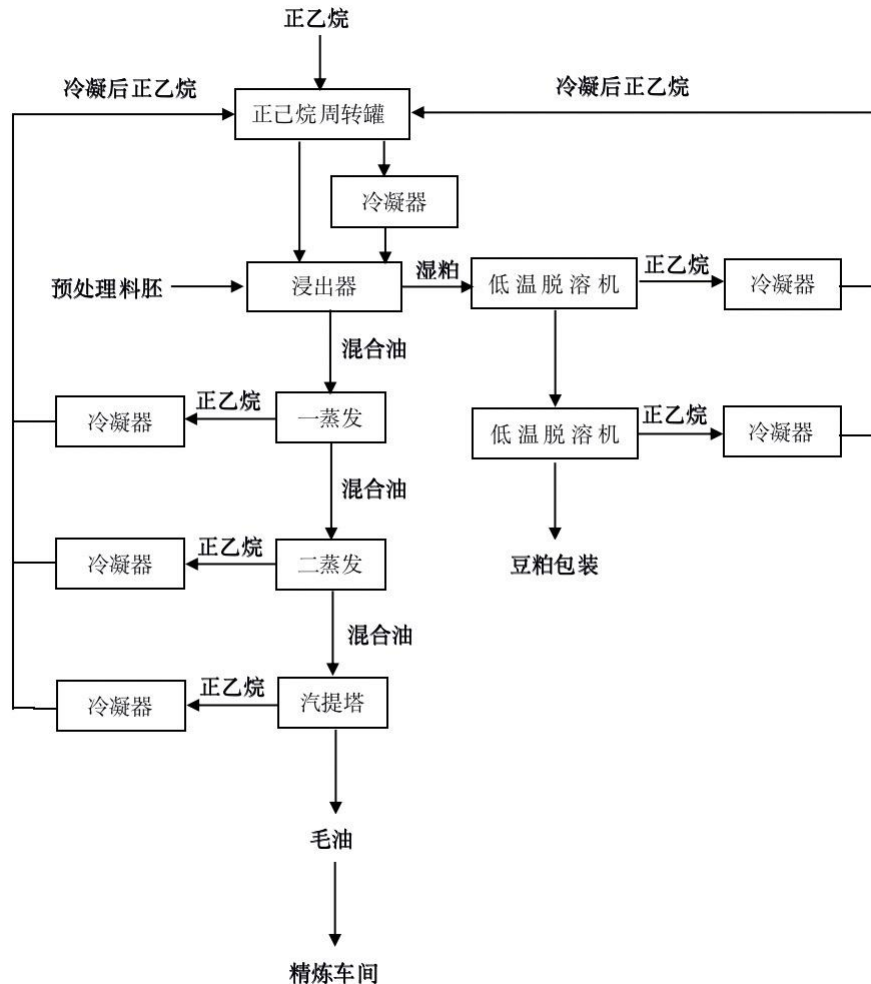 正乙烷
冷凝后正乙烷
冷凝后正乙烷
正己烷周转罐
冷凝器
预处理料胚
浸出器
湿粕
低温脱溶机
正乙烷
冷凝器
混合油
冷凝器
正乙烷
一蒸发
低温脱溶机
正乙烷
冷凝器
混合油
冷凝器
正乙烷
二蒸发
豆粕包装
混合油
冷凝器
正乙烷
汽提塔
毛油
精炼车间